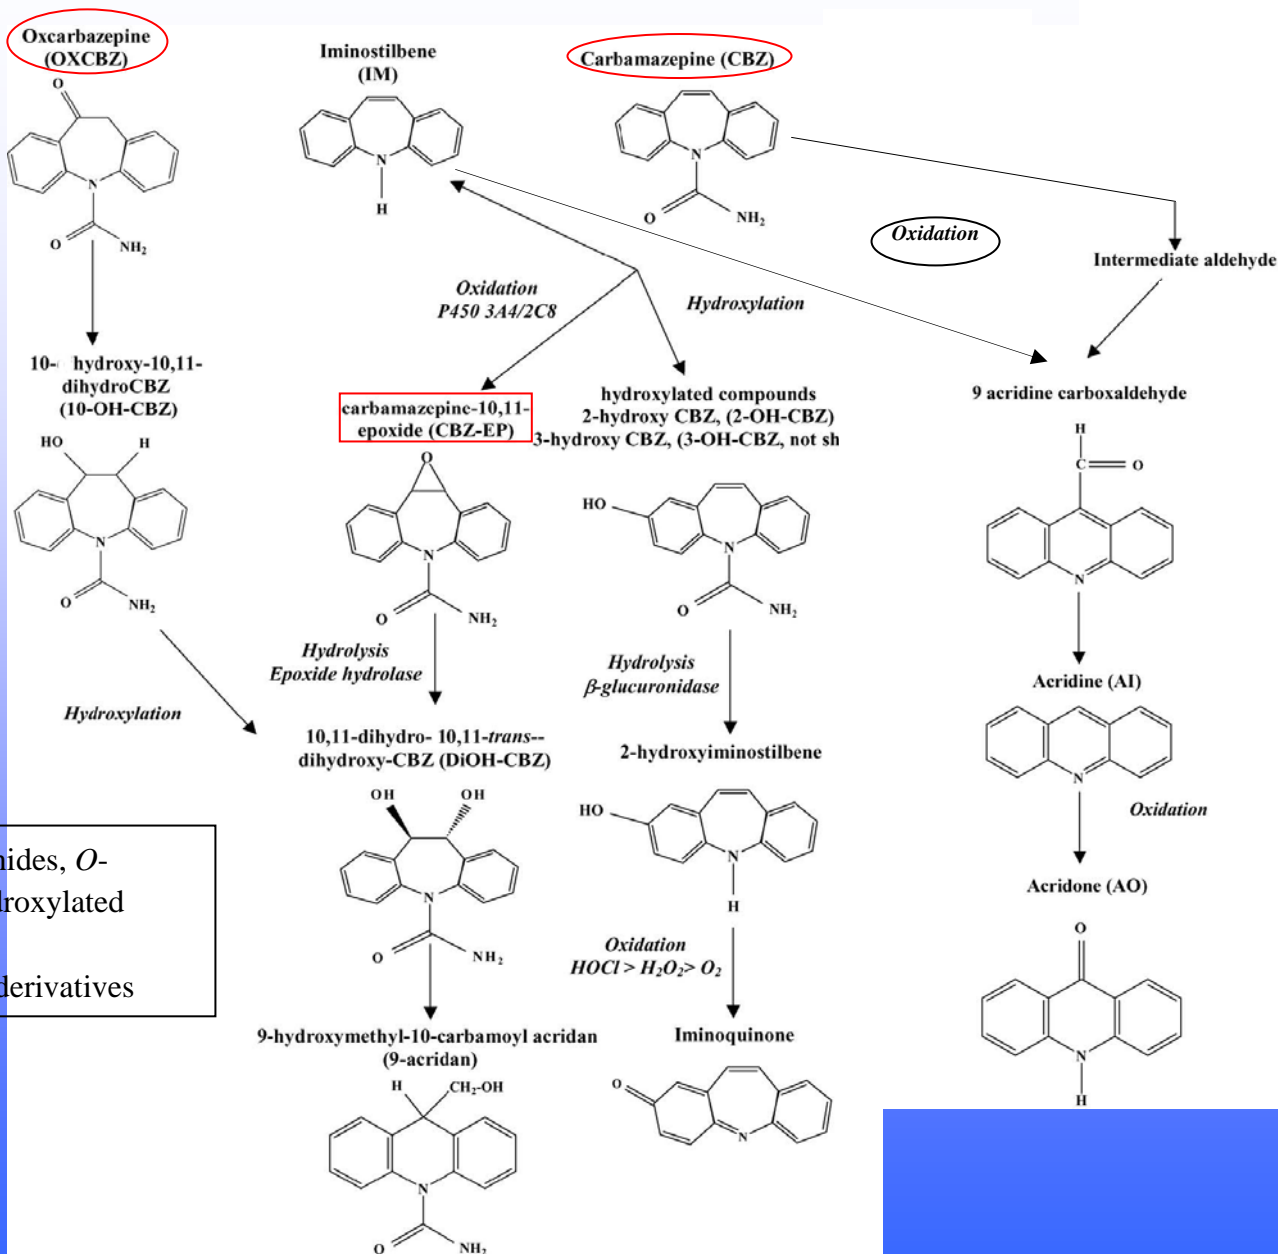 Oxcarbazepine
(OXCBZ)
Iminostilbene
(IM)
Carbamazepine (CBZ)
O
N
O
NH2
N
H
N
O
NH2
Oxidation
Intermediate aldehyde
Oxidation
P450 3A4/2C8
Hydroxylation
10- hydroxy-10,11-
dihydroCBZ
(10-OH-CBZ)
carbamazepine-10,11-
epoxide (CBZ-EP)
hydroxylated compounds
2-hydroxy CBZ, (2-OH-CBZ)
3-hydroxy CBZ, (3-OH-CBZ, not sh
9 acridine carboxaldehyde
HO
H
N
O
NH2
O
N
O
NH2
HO
N
O
NH2
H
C
O
N
Hydrolysis
Epoxide hydrolase
Hydrolysis
β-glucuronidase
Hydroxylation
Acridine (AI)
N
Oxidation
10,11-dihydro- 10,11-trans--
dihydroxy-CBZ (DiOH-CBZ)
2-hydroxyiminostilbene
OH
OH
N
O
NH2
HO
N
H
nides, O-
droxylated
derivatives
Acridone (AO)
O
N
H
Oxidation
HOCl > H2O2> O2
9-hydroxymethyl-10-carbamoyl acridan
(9-acridan)
Iminoquinone
H
CH2-OH
N
O
NH2
O
N